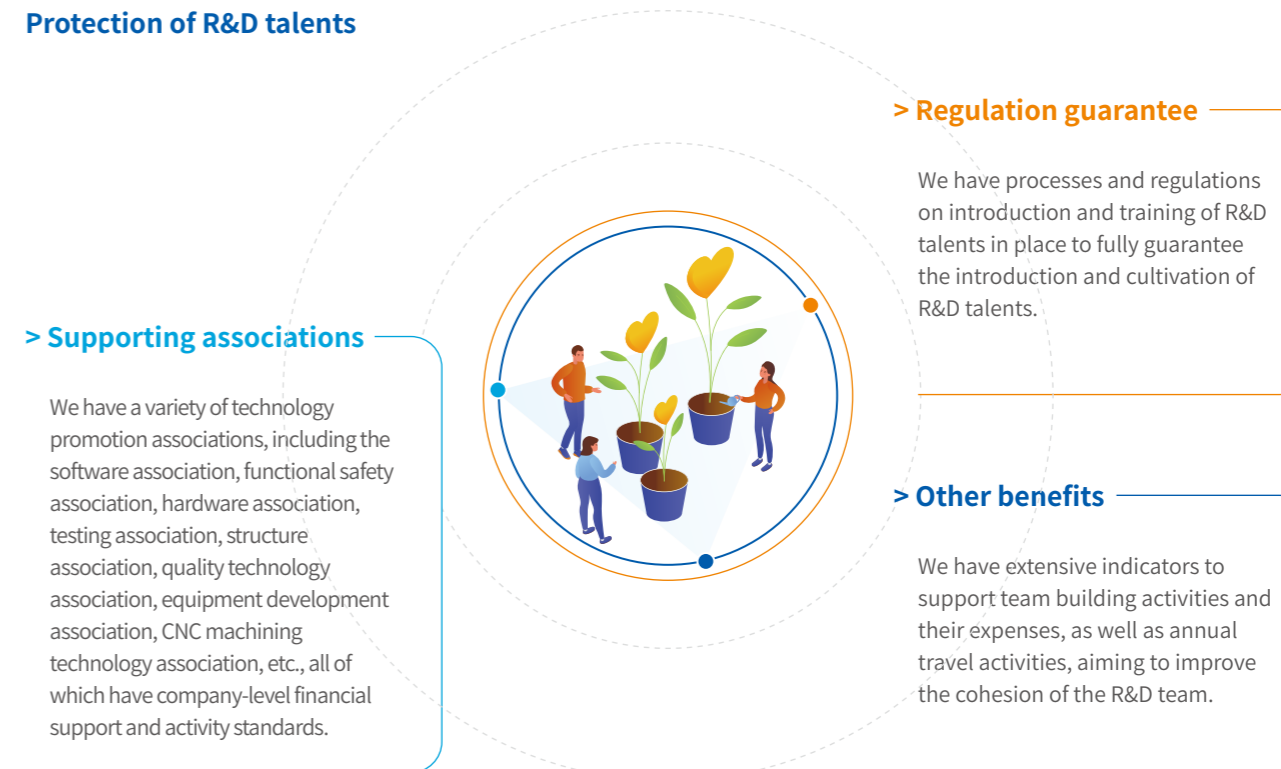 Protection of R&D talents
> Regulation guarantee
We have processes and regulations
on introduction and training of R&D
talents in place to fully guarantee
the introduction and cultivation of
R&D talents.
> Supporting associations
We have a variety of technology
promotion associations, including the
software association, functional safety
association, hardware association,
testing association, structure
association, quality technology
association, equipment development
association, CNC machining
technology association, etc., all of
which have company-level financial
support and activity standards.
> Other benefits
We have extensive indicators to
support team building activities and
their expenses, as well as annual
travel activities, aiming to improve
the cohesion of the R&D team.